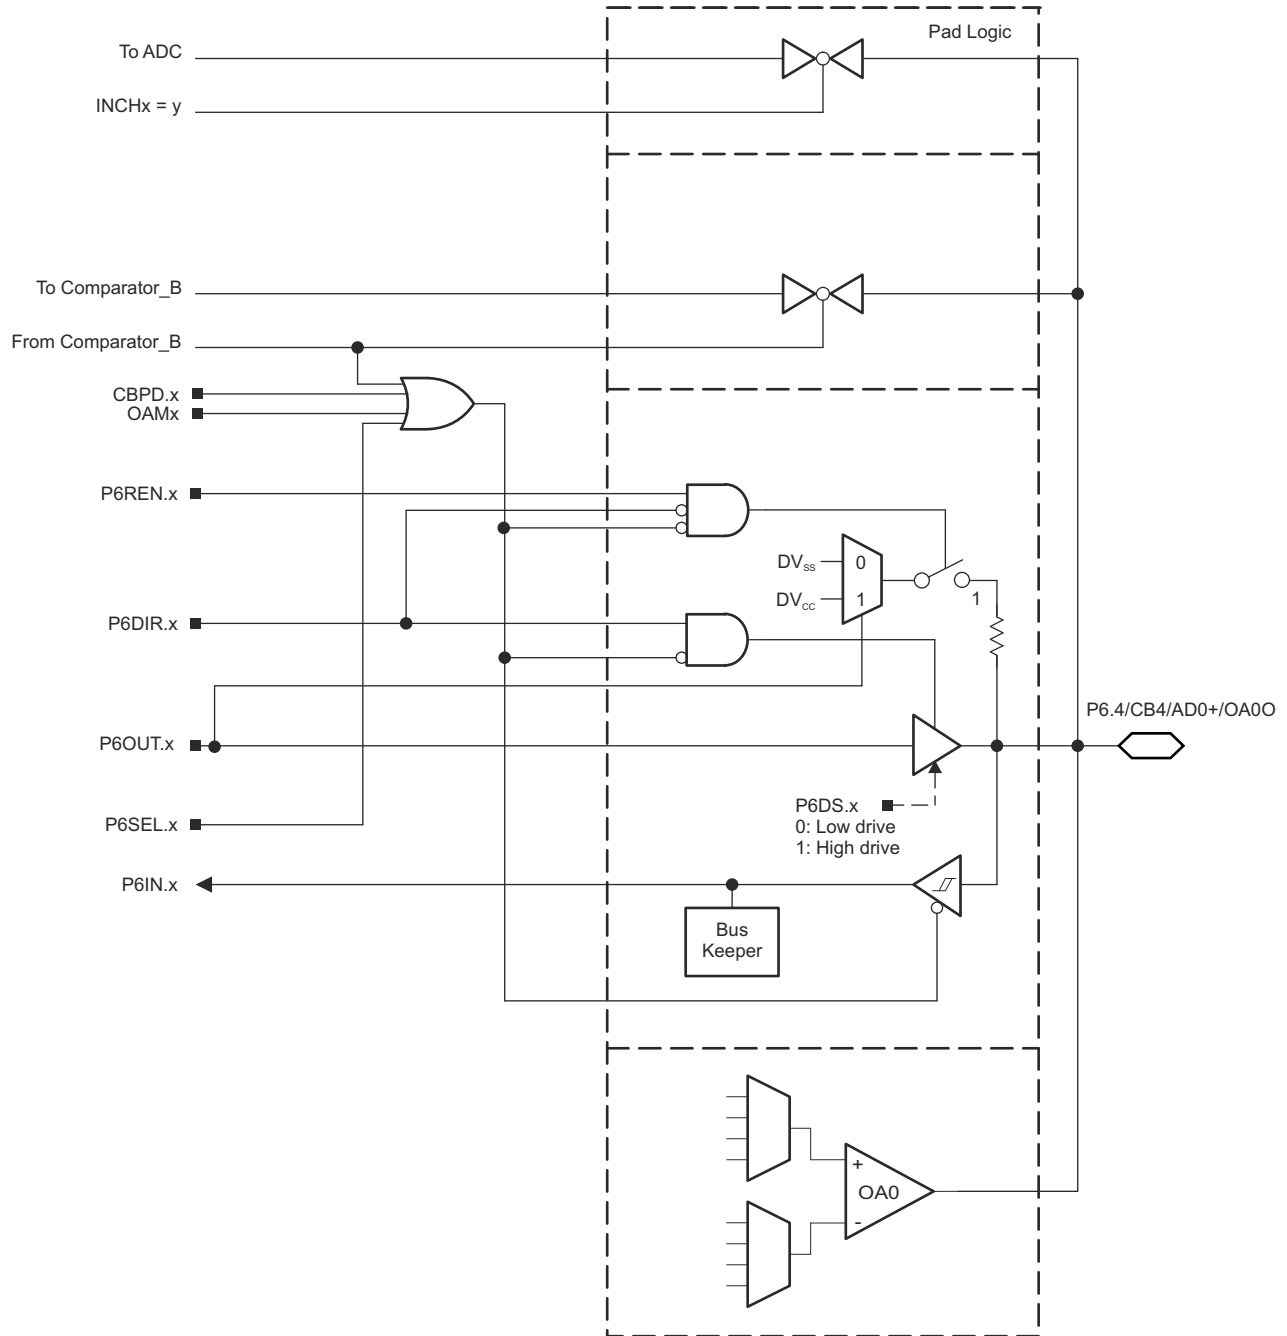 Pad Logic
To ADC
INCHx = y
To Comparator_B
From Comparator_B
CBPD.x
OAMx
P6REN.x
DVSS
0
DVCC
1
1
P6DIR.x
P6.4/CB4/AD0+/OA0O
P6OUT.x
P6DS.x
0: Low drive
1: High drive
P6SEL.x
P6IN.x
Bus
Keeper
+
OA0
-